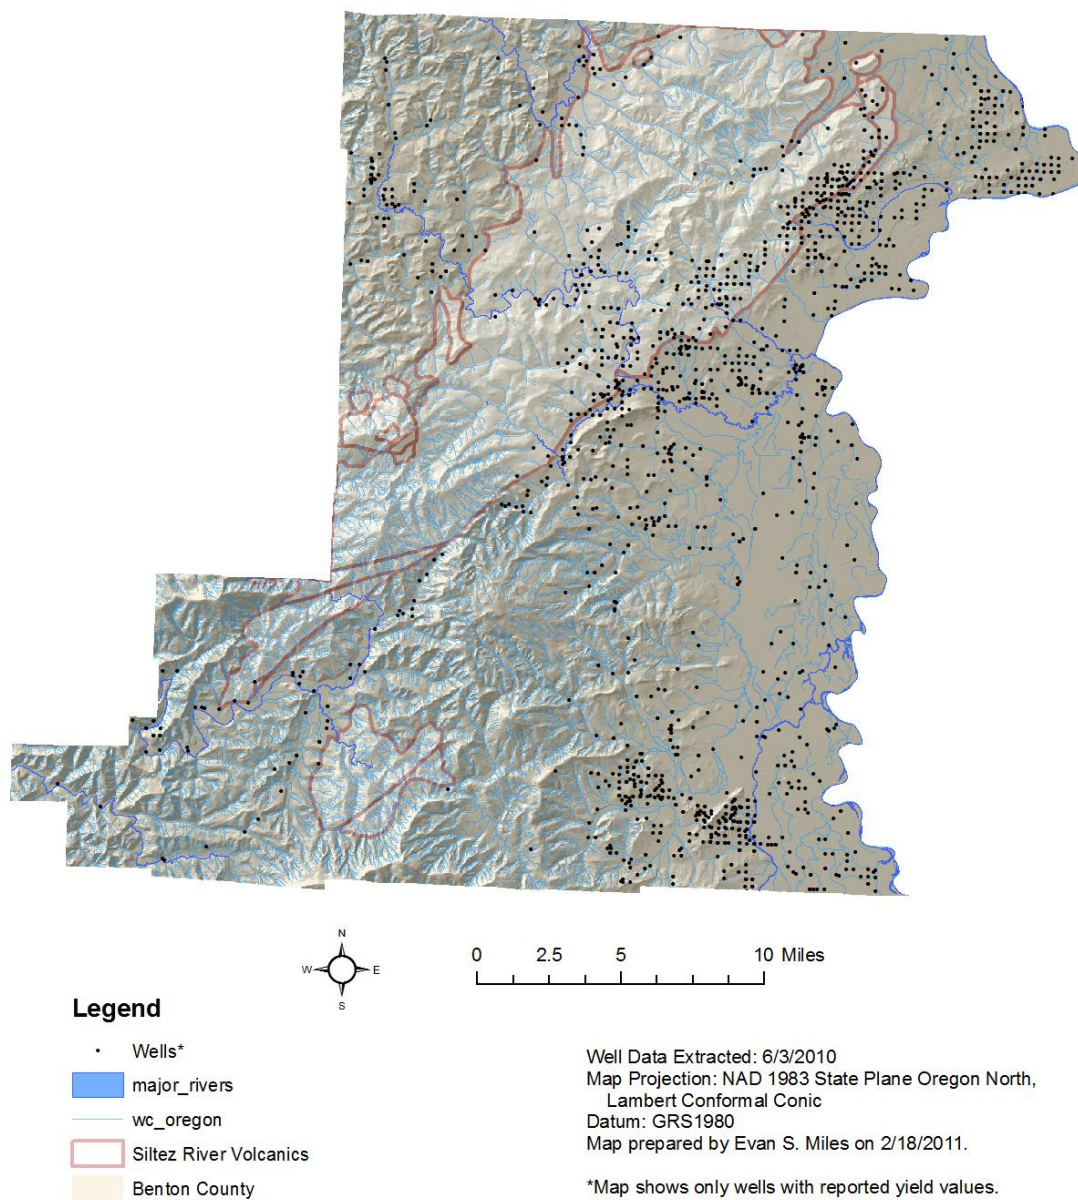 N
W E
S
0 2.5 5 10 Miles
Legend
Wells*
major_rivers
wc_oregon
Siltez River Volcanics
Benton County
Well Data Extracted: 6/3/2010
Map Projection: NAD 1983 State Plane Oregon North,
Lambert Conformal Conic
Datum: GRS1980
Map prepared by Evan S. Miles on 2/18/2011.
*Map shows only wells with reported yield values.